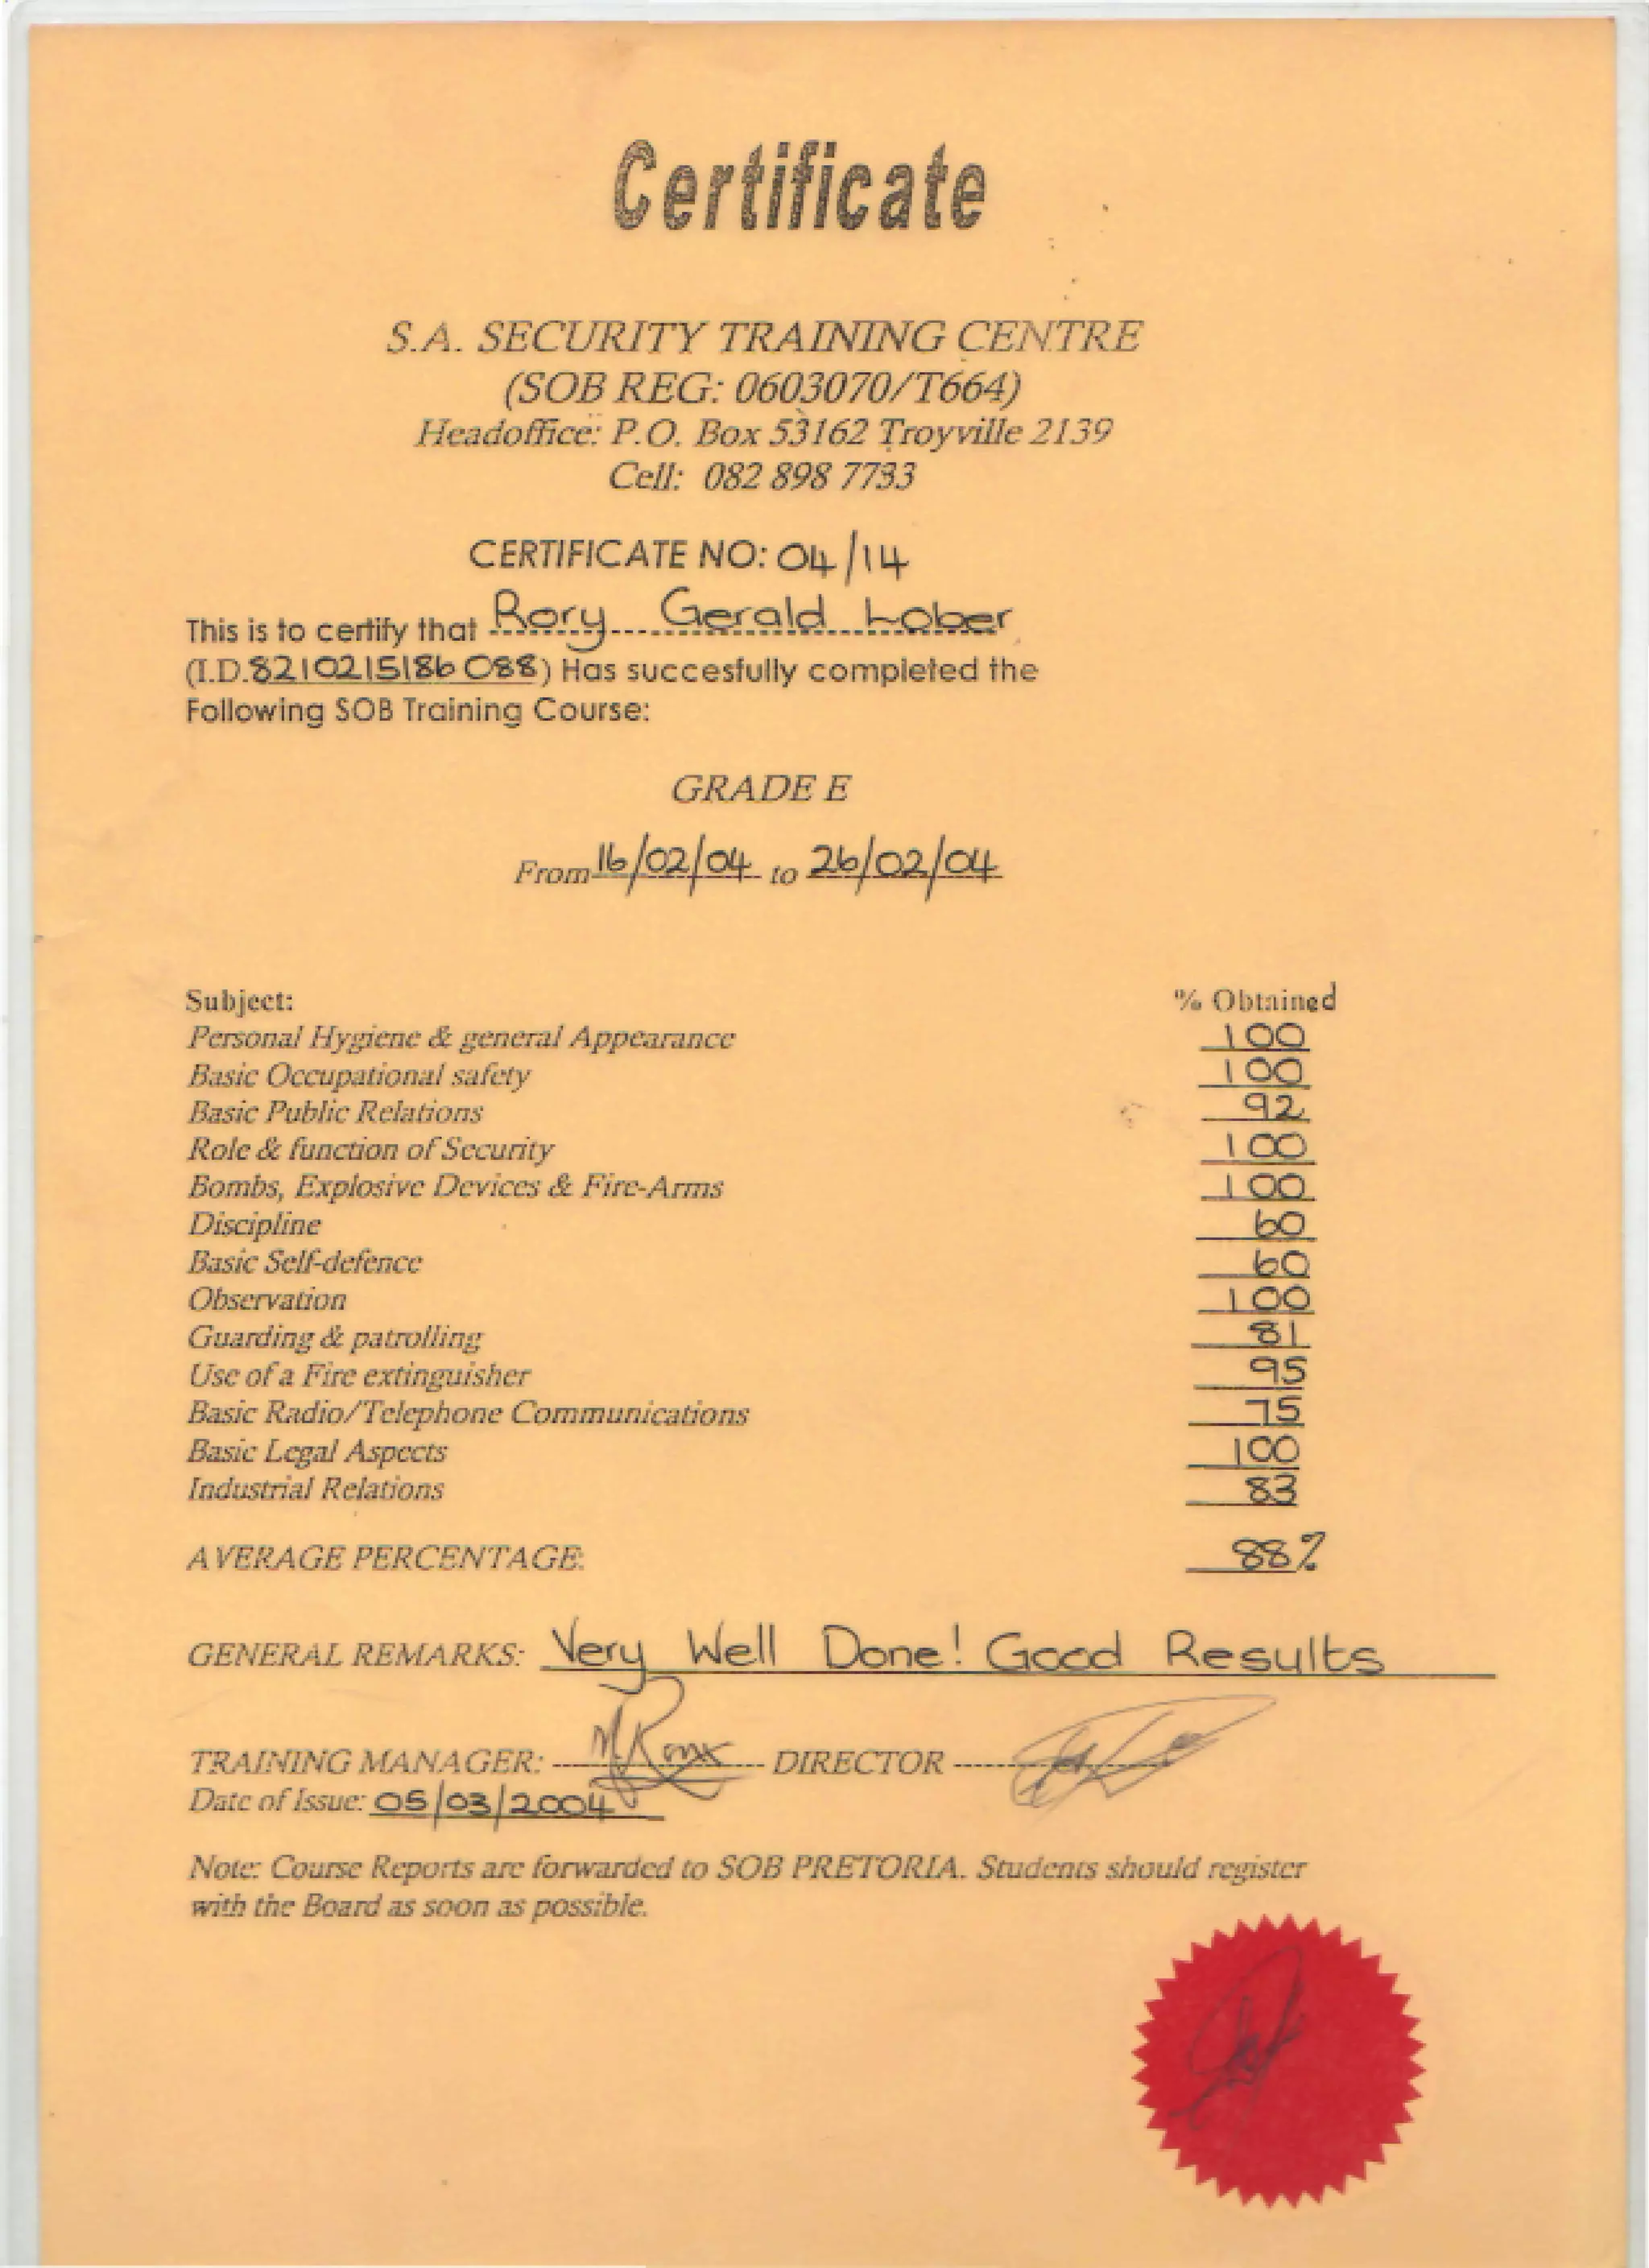 Certificate
S.A. SECURITY TRAINING CENTRE
(SOB REG: 0603070/T664)
Headoffice: P.O. Box 53162 Troyville 2139
Cell: 082 898 7733
CERTIFICATE NO: 04/14
This is to certify that Rory Gerald Lober
(I.D.8210215186088) Has succesfully completed the
Following SOB Training Course:
GRADE E
From 16/02/04 to 26/02/04
Subject: % Obtained
Personal Hygiene & general Appearance 100
Basic Occupational safety 100
Basic Public Relations 92
Role & function of Security 100
Bombs, Explosive Devices & Fire-Arms 100
Discipline 60
Basic Self-defence 60
Observation 100
Guarding & patrolling 81
Use of a Fire extinguisher 95
Basic Radio/Telephone Communications 75
Basic Legal Aspects 100
Industrial Relations 83
AVERAGE PERCENTAGE: 88%
GENERAL REMARKS: Very Well Done! Good Results
TRAINING MANAGER: DIRECTOR
Date of Issue: 05/03/2004
Note: Course Reports are forwarded to SOB PRETORIA. Students should register
with the Board as soon as possible.